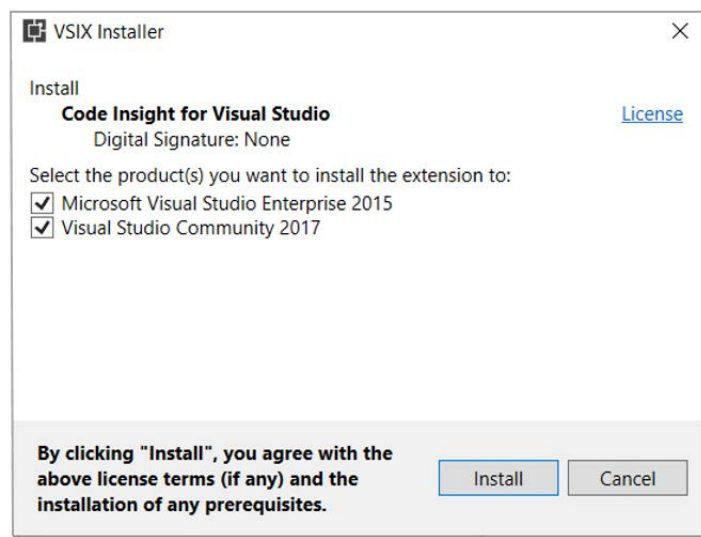 VSIX Installer
Install
Code Insight for Visual Studio
License
Digital Signature: None
Select the product(s) you want to install the extension to:
Microsoft Visual Studio Enterprise 2015
Visual Studio Community 2017
By clicking "Install", you agree with the
above license terms (if any) and the
installation of any prerequisites.
Install
Cancel